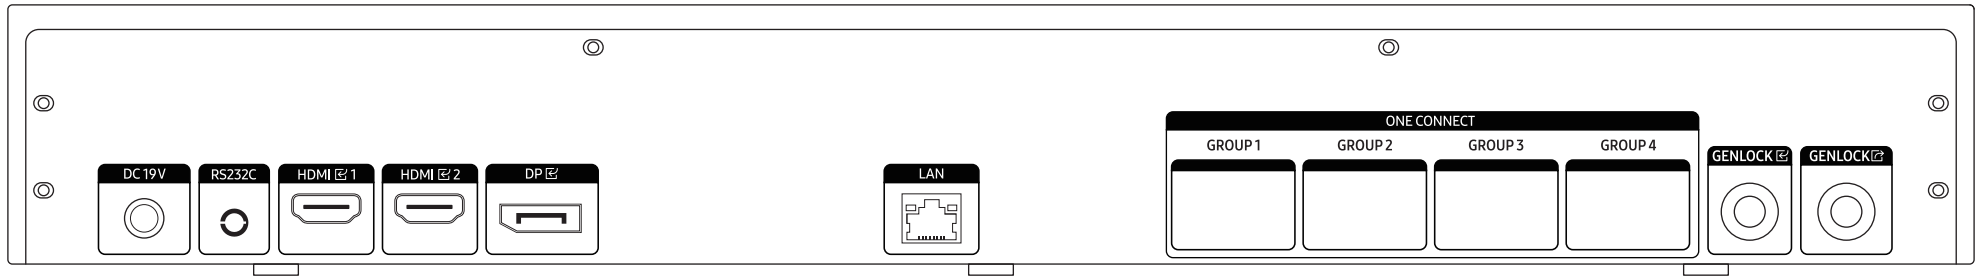 ONE CONNECT
GROUP 1 GROUP 2 GROUP 3 GROUP 4
GENLOCK GENLOCK
DC 19V RS232C HDMI 1 HDMI 2 DP LAN